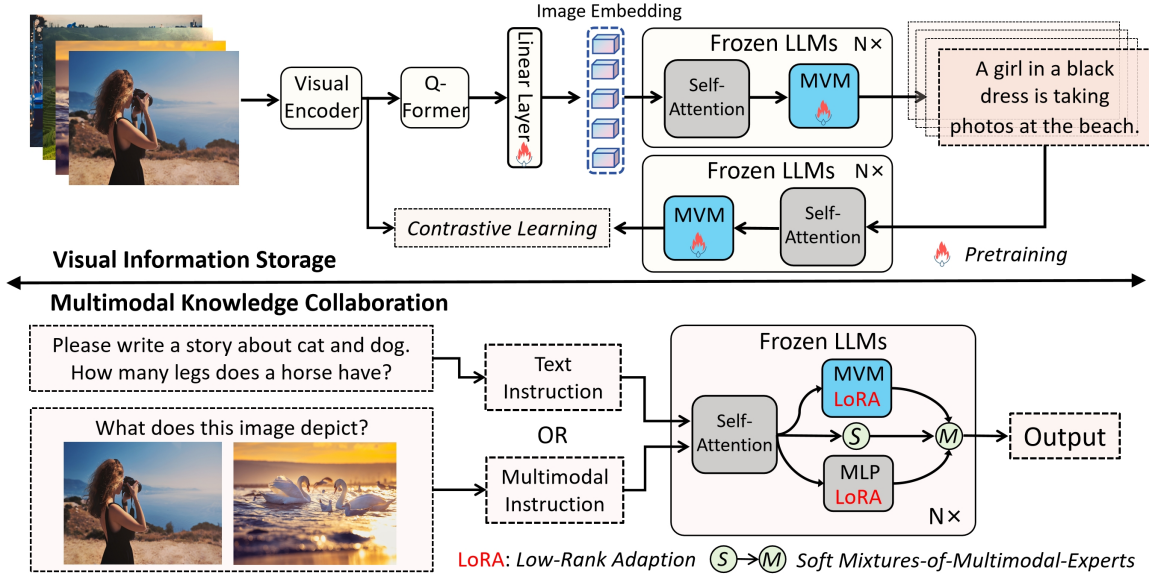 Image Embedding
Visual
Encoder
Q-
Former
Linear Layer
Frozen LLMs N×
Self-
Attention
MVM
A girl in a black
dress is taking
photos at the beach.
Frozen LLMs N×
MVM
Self-
Attention
Contrastive Learning
Pretraining
Visual Information Storage
Multimodal Knowledge Collaboration
Please write a story about cat and dog.
How many legs does a horse have?
Text
Instruction
OR
What does this image depict?
Multimodal
Instruction
Frozen LLMs
Self-
Attention
MVM
LoRA
S
M
MLP
LoRA
N×
Output
LoRA: Low-Rank Adaption S M Soft Mixtures-of-Multimodal-Experts